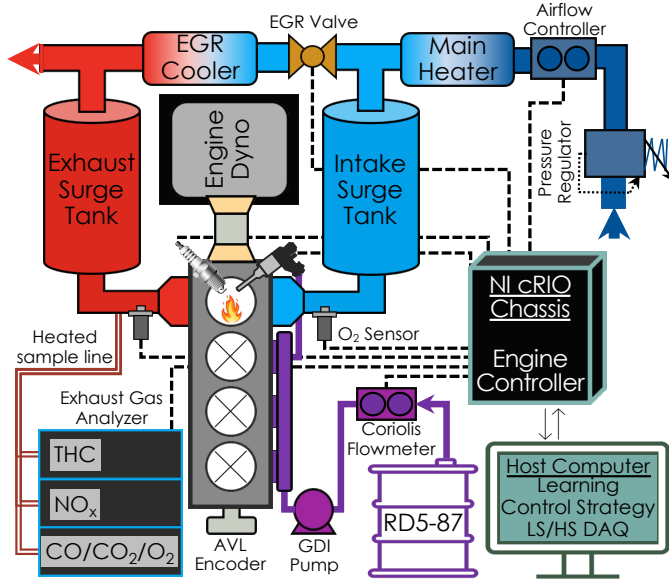 EGR Valve
Airflow
Controller
EGR
Cooler
Main
Heater
Exhaust
Surge
Tank
Engine
Dyno
Intake
Surge
Tank
Pressure
Regulator
NI cRIO
Chassis
Engine
Controller
O₂ Sensor
Heated
sample line
Exhaust Gas
Analyzer
THC
NOₓ
CO/CO₂/O₂
Coriolis
Flowmeter
RD5-87
AVL
Encoder
GDI
Pump
Host Computer
Learning
Control Strategy
LS/HS DAQ